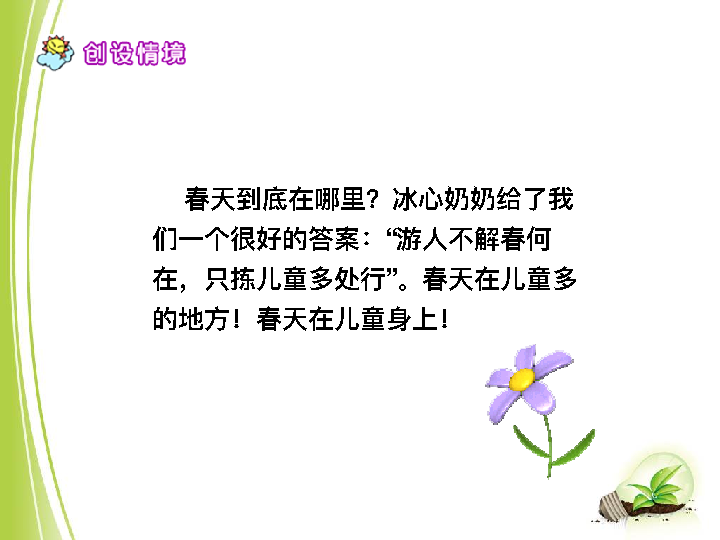 创设情境
春天到底在哪里？冰心奶奶给了我
们一个很好的答案：“游人不解春何
在，只拣儿童多处行”。春天在儿童多
的地方！春天在儿童身上！